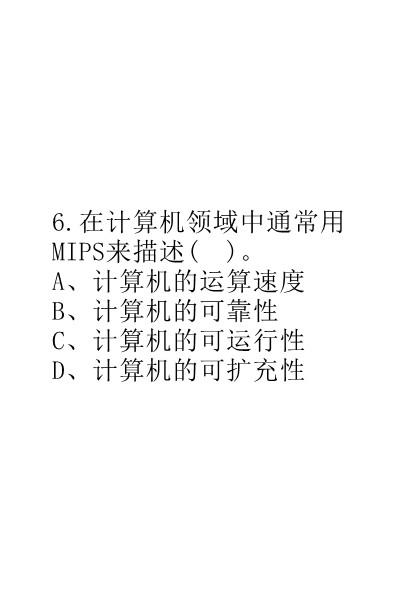 6.在计算机领域中通常用
MIPS来描述(  )。
A、计算机的运算速度
B、计算机的可靠性
C、计算机的可运行性
D、计算机的可扩充性